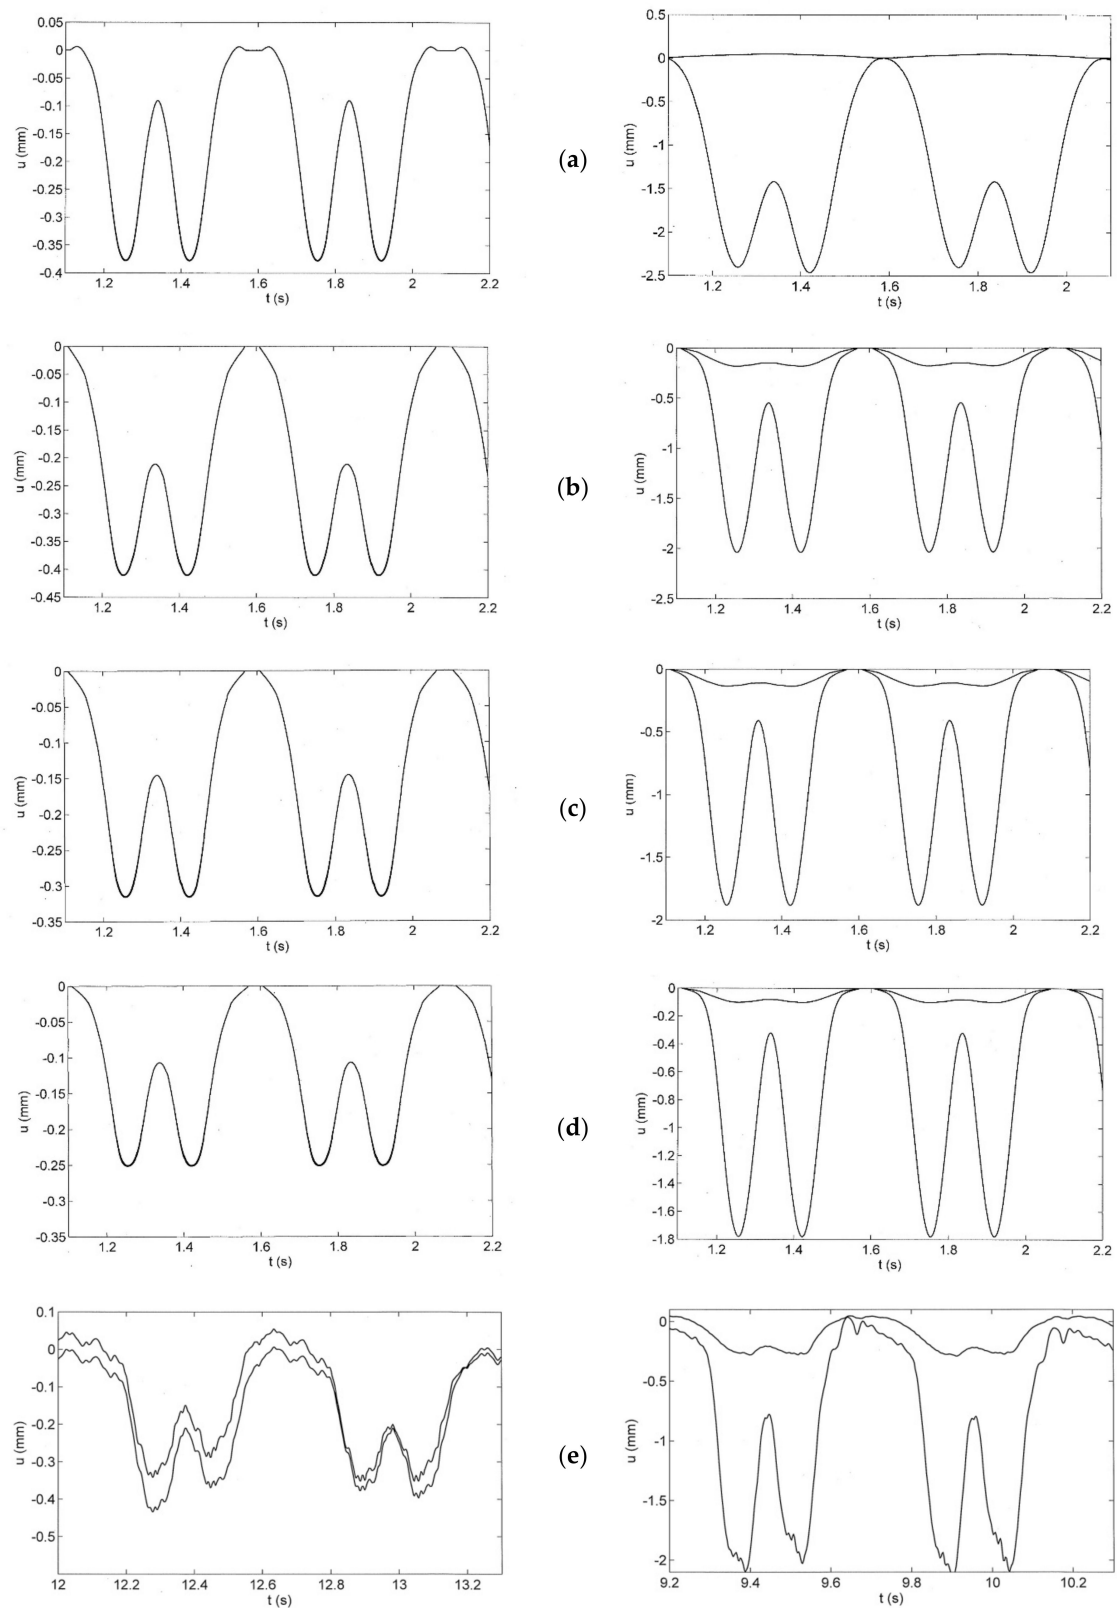 0.05
0
-0.05
-0.1
-0.15
-0.2
-0.25
-0.3
-0.35
-0.4
u (mm)
1.2 1.4 1.6 1.8 2 2.2
t (s)
(a)
0.5
0
-0.5
-1
-1.5
-2
-2.5
u (mm)
1.2 1.4 1.6 1.8 2
t (s)
0
-0.05
-0.1
-0.15
-0.2
-0.25
-0.3
-0.35
-0.4
-0.45
u (mm)
1.2 1.4 1.6 1.8 2 2.2
t (s)
(b)
0
-0.5
-1
-1.5
-2
-2.5
u (mm)
1.2 1.4 1.6 1.8 2 2.2
t (s)
0
-0.05
-0.1
-0.15
-0.2
-0.25
-0.3
-0.35
u (mm)
1.2 1.4 1.6 1.8 2 2.2
t (s)
(c)
0
-0.5
-1
-1.5
-2
u (mm)
1.2 1.4 1.6 1.8 2 2.2
t (s)
0
-0.05
-0.1
-0.15
-0.2
-0.25
-0.3
-0.35
u (mm)
1.2 1.4 1.6 1.8 2 2.2
t (s)
(d)
0
-0.2
-0.4
-0.6
-0.8
-1
-1.2
-1.4
-1.6
-1.8
u (mm)
1.2 1.4 1.6 1.8 2 2.2
t (s)
0.1
0
-0.1
-0.2
-0.3
-0.4
-0.5
u (mm)
12 12.2 12.4 12.6 12.8 13 13.2
t (s)
(e)
0
-0.5
-1
-1.5
-2
u (mm)
9.2 9.4 9.6 9.8 10 10.2
t (s)